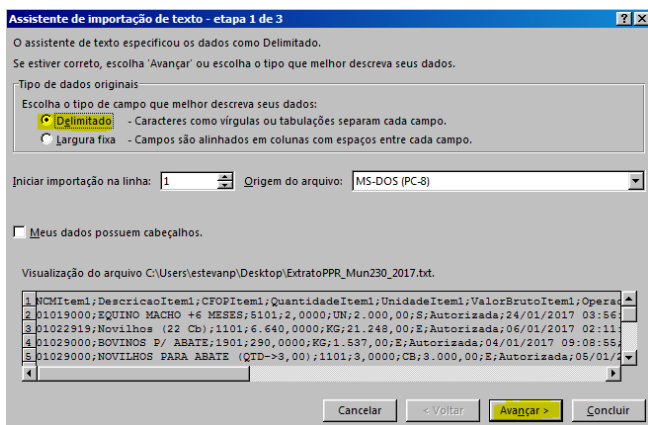 Assistente de importação de texto - etapa 1 de 3
O assistente de texto especificou os dados como Delimitado.
Se estiver correto, escolha 'Avançar' ou escolha o tipo que melhor descreva seus dados.
Tipo de dados originais
Escolha o tipo de campo que melhor descreva seus dados:
Delimitado - Caracteres como vírgulas ou tabulações separam cada campo.
Largura fixa - Campos são alinhados em colunas com espaços entre cada campo.
Iniciar importação na linha: 1 Origem do arquivo: MS-DOS (PC-8)
Meus dados possuem cabeçalhos.
Visualização do arquivo C:\Users\estevanp\Desktop\ExtratoPPR_Mun230_2017.txt.
1 NCMItem1;DescricaoItem1;CFOPItem1;QuantidadeItem1;UnidadeItem1;ValorBrutoItem1;Operac
2 01019000;EQUINO MACHO +6 MESES;5101;2,0000;UN;2.000,00;S;Autorizada;24/01/2017 03:56:
3 01022919;Novilhos (22 Cb);1101;6.640,0000;KG;21.248,00;E;Autorizada;06/01/2017 02:11:
4 01029000;BOVINOS P/ ABATE;1901;290,0000;KG;1.537,00;E;Autorizada;04/01/2017 09:08:55;
5 01029000;NOVILHOS PARA ABATE (QTD->3,00);1101;3,0000;CB;3.000,00;E;Autorizada;05/01/2
Cancelar < Voltar Avançar > Concluir